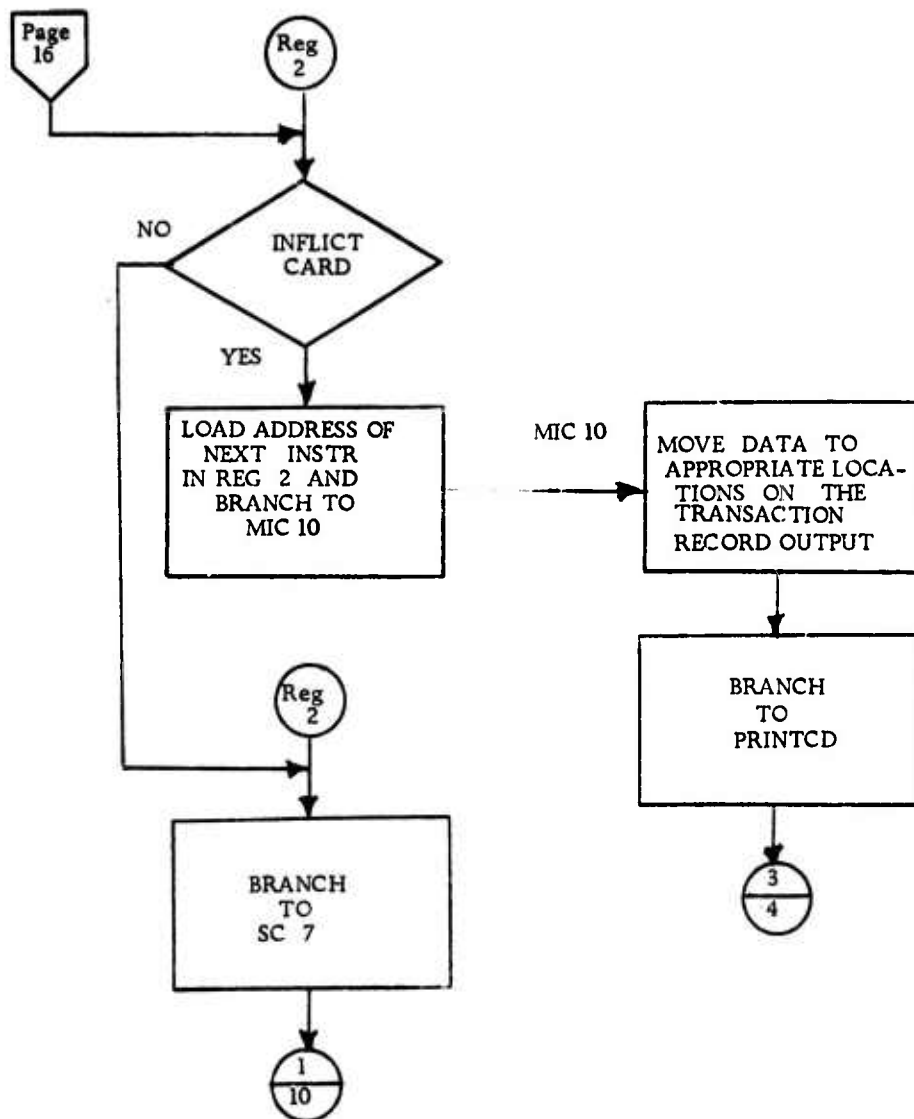 Page
16
Reg
2
NO
INFLICT
CARD
YES
LOAD ADDRESS OF
NEXT INSTR
IN REG 2 AND
BRANCH TO
MIC 10
MIC 10
MOVE DATA TO
APPROPRIATE LOCA-
TIONS ON THE
TRANSACTION
RECORD OUTPUT
Reg
2
BRANCH
TO
PRINTCD
BRANCH
TO
SC 7
3
4
1
10